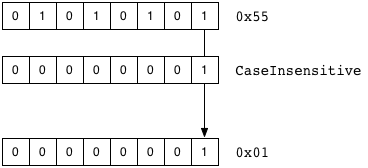 0 1 0 1 0 1 0 1 0x55
0 0 0 0 0 0 0 1 CaseInsensitive
0 0 0 0 0 0 0 1 0x01